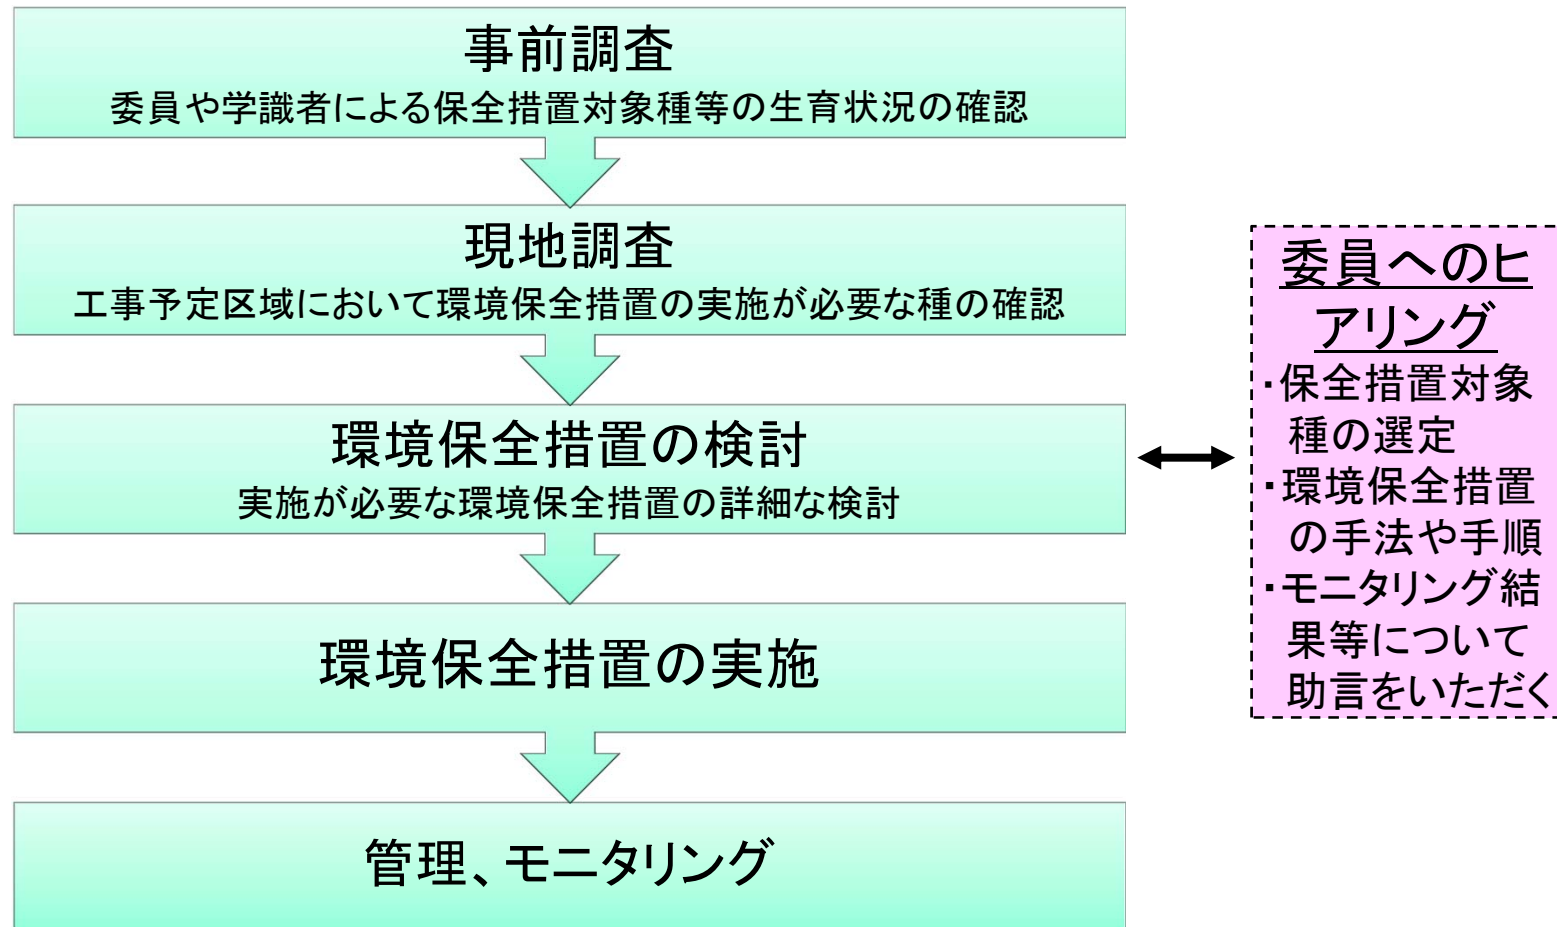 事前調査
委員や学識者による保全措置対象種等の生育状況の確認
現地調査
工事予定区域において環境保全措置の実施が必要な種の確認
環境保全措置の検討
実施が必要な環境保全措置の詳細な検討
環境保全措置の実施
管理、モニタリング
委員へのヒ
アリング
・保全措置対象
種の選定
・環境保全措置
の手法や手順
・モニタリング結
果等について
助言をいただく